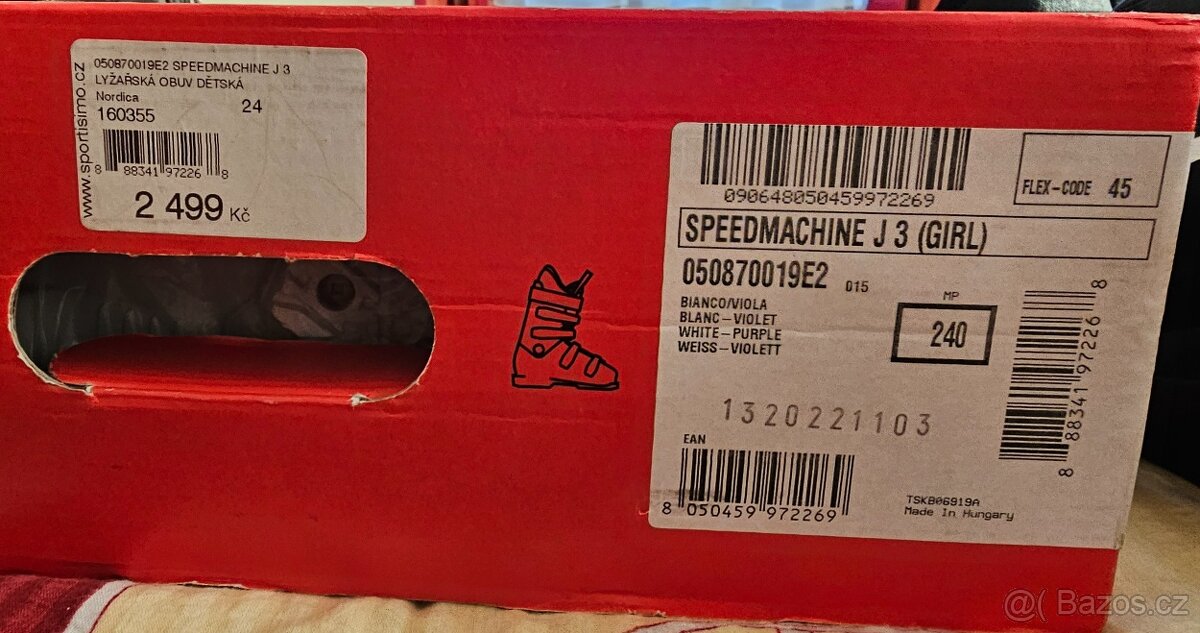 www.sportisimo.cz
050870019E2 SPEEDMACHINE J 3
LYŽAŘSKÁ OBUV DĚTSKÁ
Nordica
24
160355
8 88341 97226 8
2 499 Kč
090648050459972269
FLEX-CODE 45
SPEEDMACHINE J 3 (GIRL)
050870019E2 015
BIANCO/VIOLA
BLANC-VIOLET
WHITE-PURPLE
WEISS-VIOLETT
MP
240
8 88341 97226 8
1320221103
EAN
8 050459 972269
TSKB06919A
Made In Hungary
@( Bazos.cz